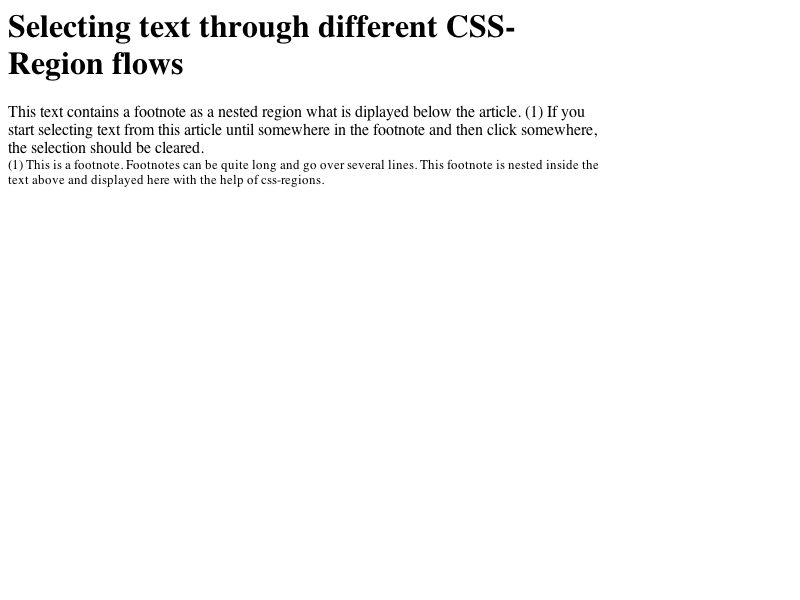 Selecting text through different CSS-
Region flows
This text contains a footnote as a nested region what is diplayed below the article. (1) If you
start selecting text from this article until somewhere in the footnote and then click somewhere,
the selection should be cleared.
(1) This is a footnote. Footnotes can be quite long and go over several lines. This footnote is nested inside the
text above and displayed here with the help of css-regions.